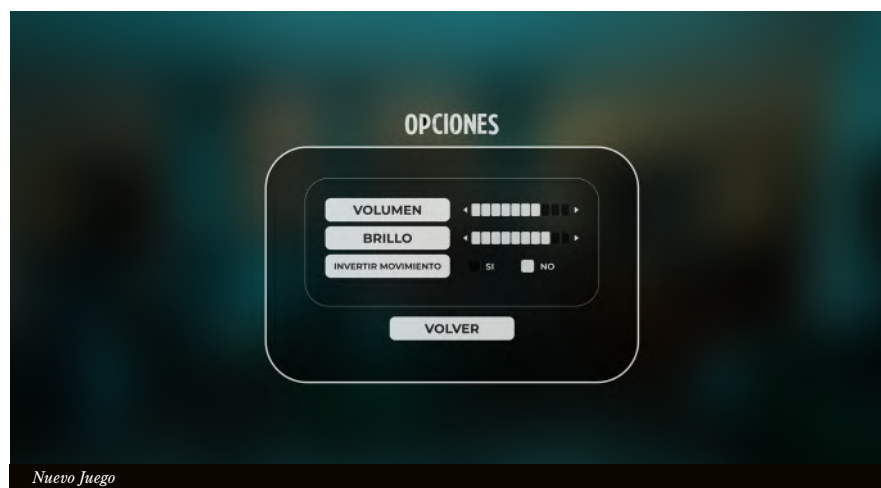 OPCIONES
VOLUMEN
BRILLO
INVERTIR MOVIMIENTO SI NO
VOLVER
Nuevo Juego